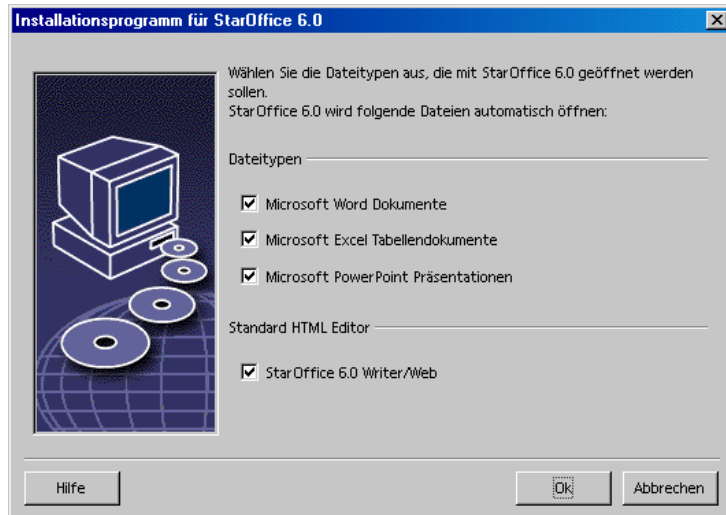 Installationsprogramm für StarOffice 6.0
Wählen Sie die Dateitypen aus, die mit StarOffice 6.0 geöffnet werden
sollen.
StarOffice 6.0 wird folgende Dateien automatisch öffnen:
Dateitypen
Microsoft Word Dokumente
Microsoft Excel Tabellendokumente
Microsoft PowerPoint Präsentationen
Standard HTML Editor
StarOffice 6.0 Writer/Web
Hilfe
Ok
Abbrechen